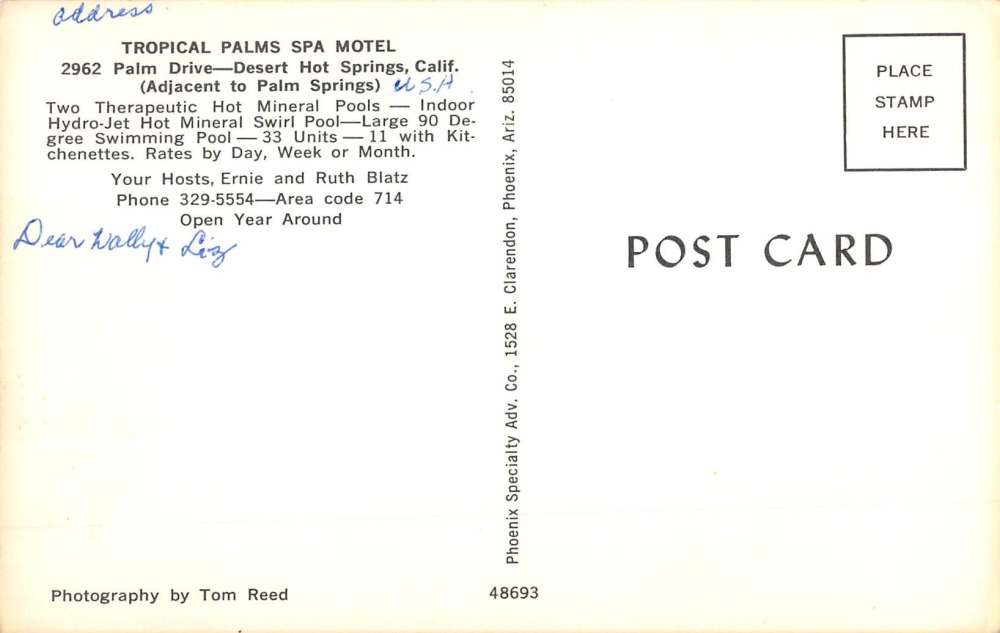 address
TROPICAL PALMS SPA MOTEL
2962 Palm Drive—Desert Hot Springs, Calif.
(Adjacent to Palm Springs) U.S.A.
Two Therapeutic Hot Mineral Pools — Indoor
Hydro-Jet Hot Mineral Swirl Pool—Large 90 De-
gree Swimming Pool — 33 Units — 11 with Kit-
chenettes. Rates by Day, Week or Month.
Your Hosts, Ernie and Ruth Blatz
Phone 329-5554—Area code 714
Open Year Around
Dear Wally + Liz
Photography by Tom Reed
Phoenix Specialty Adv. Co., 1528 E. Clarendon, Phoenix, Ariz. 85014
48693
PLACE
STAMP
HERE
POST CARD